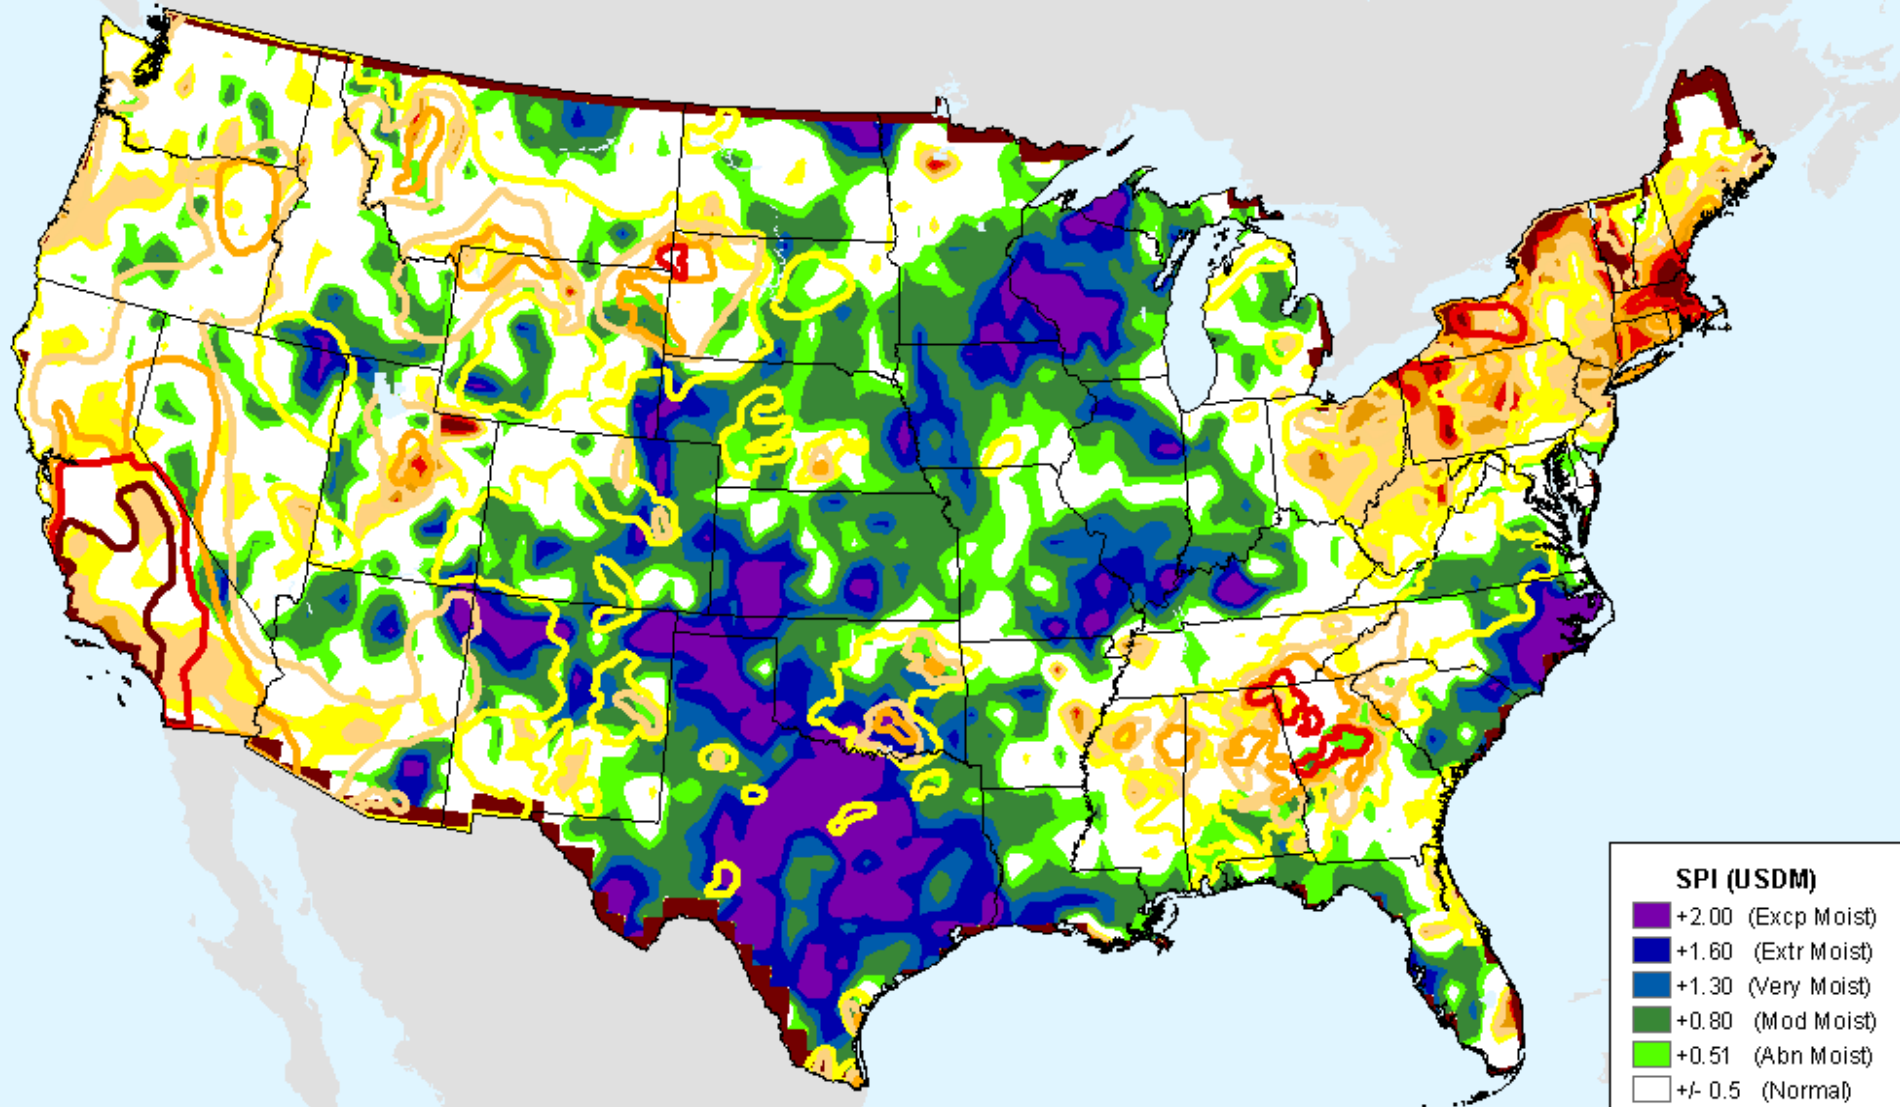 SPI (USDM)
+2.00 (Excp Moist)
+1.60 (Extr Moist)
+1.30 (Very Moist)
+0.80 (Mod Moist)
+0.51 (Abn Moist)
+/- 0.5 (Normal)